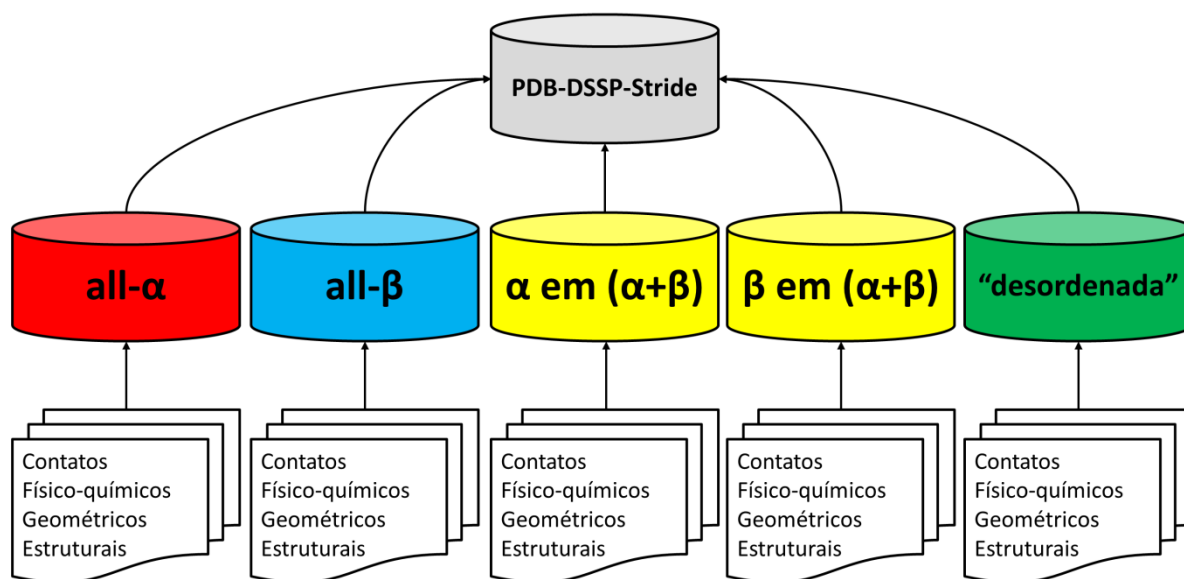 PDB-DSSP-Stride
all-α
all-β
α em (α+β)
β em (α+β)
“desordenada”
Contatos
Físico-químicos
Geométricos
Estruturais
Contatos
Físico-químicos
Geométricos
Estruturais
Contatos
Físico-químicos
Geométricos
Estruturais
Contatos
Físico-químicos
Geométricos
Estruturais
Contatos
Físico-químicos
Geométricos
Estruturais